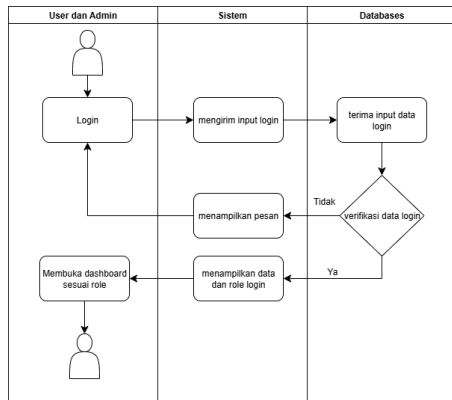 User dan Admin
Sistem
Databases
Login
mengirim input login
terima input data
login
Tidak
verifikasi data login
menampilkan pesan
Ya
menampilkan data
dan role login
Membuka dashboard
sesuai role